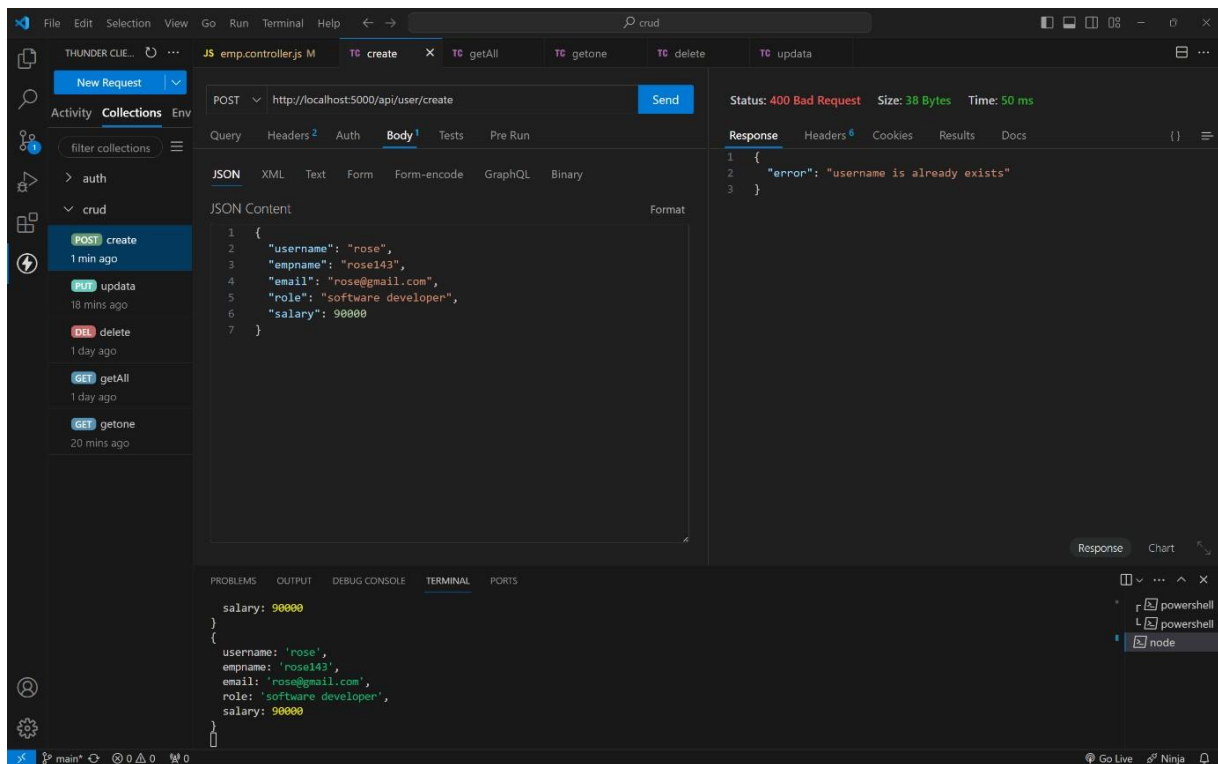 File Edit Selection View Go Run Terminal Help crud
THUNDER CLIE... ...
JS emp.controller.js M TC create TC getAll TC getone TC delete TC updata
New Request
Activity Collections Env
filter collections
auth
crud
POST create
1 min ago
PUT updata
18 mins ago
DEL delete
1 day ago
GET getAll
1 day ago
GET getone
20 mins ago
POST http://localhost:5000/api/user/create Send
Query Headers 2 Auth Body 1 Tests Pre Run
JSON XML Text Form Form-encode GraphQL Binary
JSON Content Format
1 {
2 "username": "rose",
3 "empname": "rose143",
4 "email": "rose@gmail.com",
5 "role": "software developer",
6 "salary": 90000
7 }
Status: 400 Bad Request Size: 38 Bytes Time: 50 ms
Response Headers 6 Cookies Results Docs {}
1 {
2 "error": "username is already exists"
3 }
Response Chart
PROBLEMS OUTPUT DEBUG CONSOLE TERMINAL PORTS
salary: 90000
}
{
username: 'rose',
empname: 'rose143',
email: 'rose@gmail.com',
role: 'software developer',
salary: 90000
}
powershell
powershell
node
main* 0 0 0 Go Live Ninja